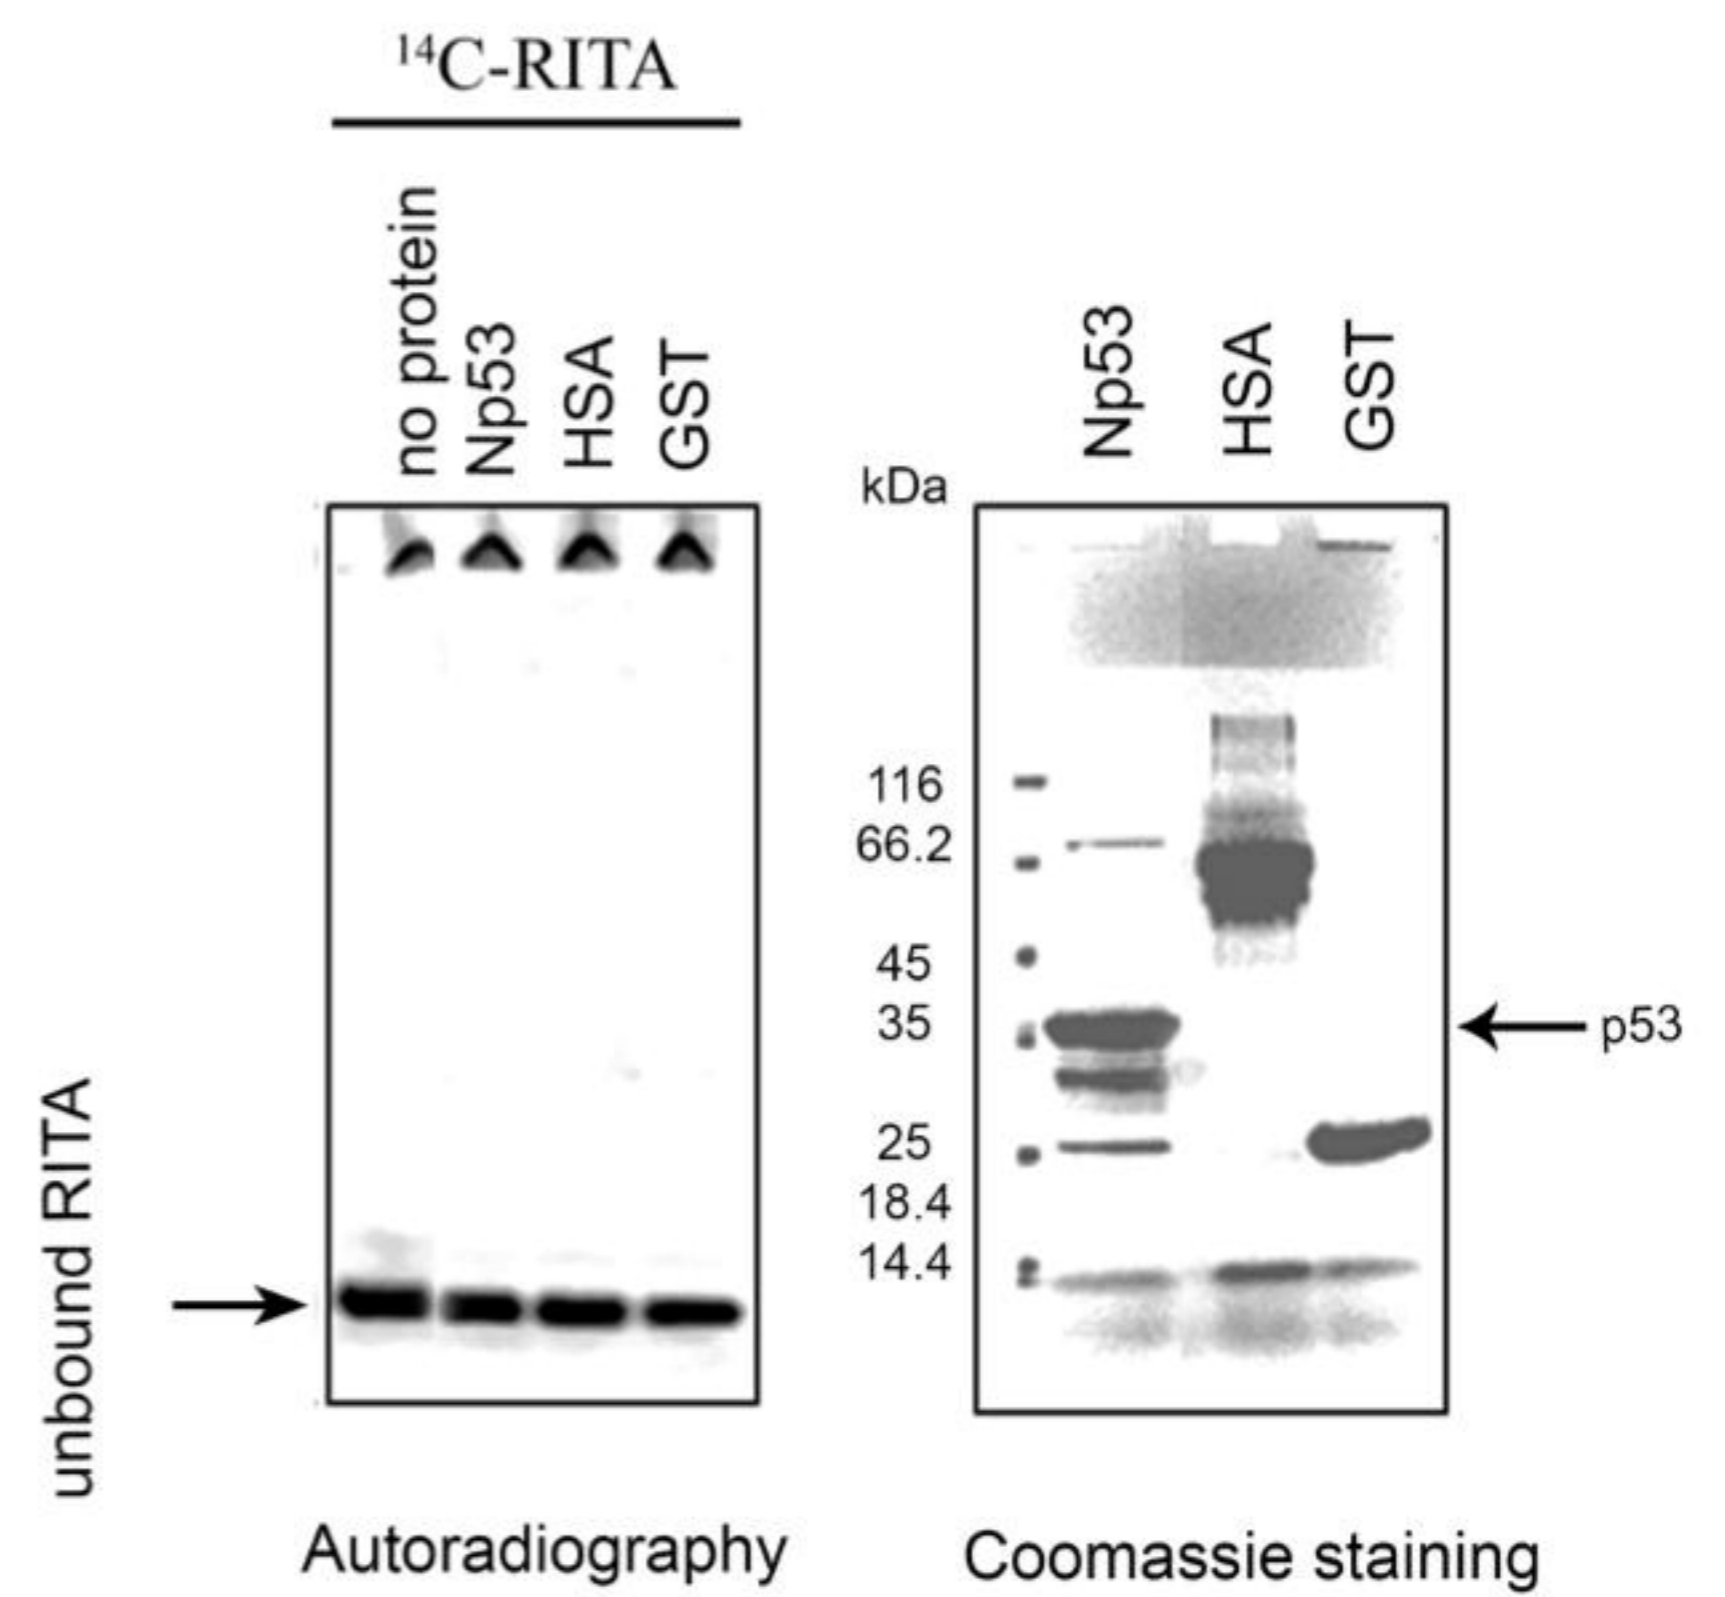 ¹⁴C-RITA
no protein
Np53
HSA
GST
unbound RITA
Autoradiography
kDa
Np53
HSA
GST
116
66.2
45
35
25
18.4
14.4
p53
Coomassie staining